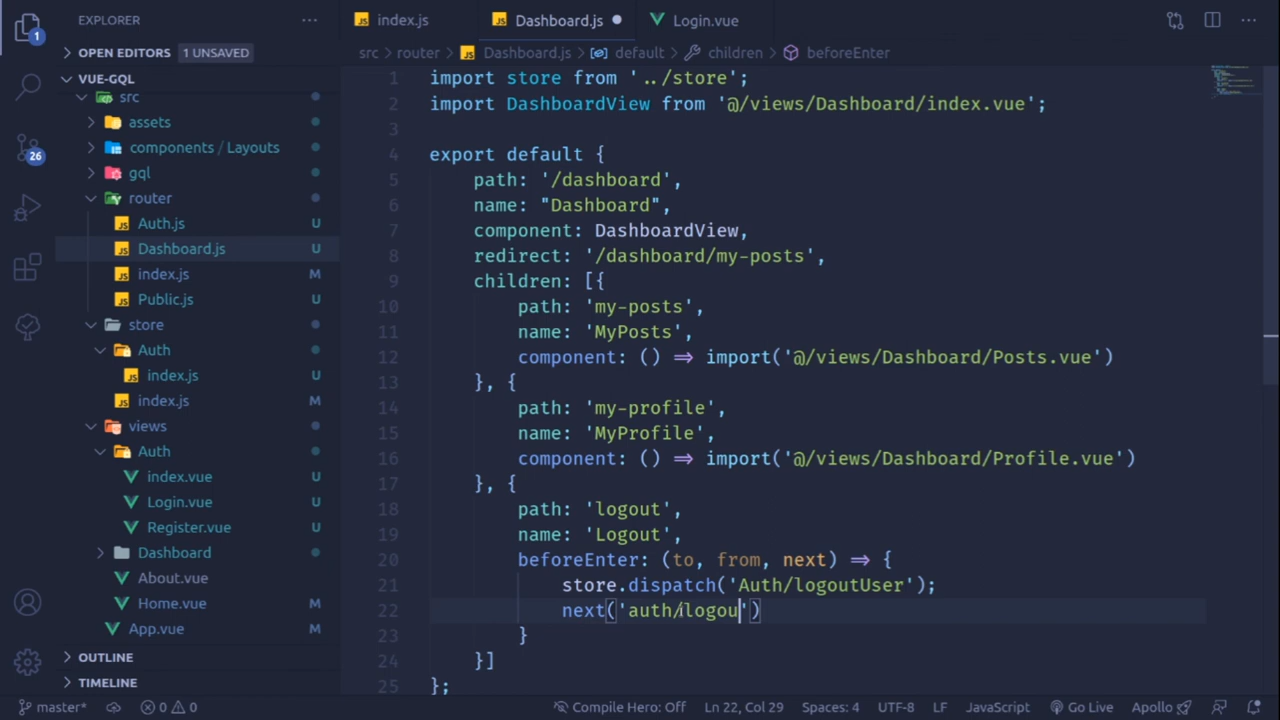 EXPLORER
OPEN EDITORS 1 UNSAVED
VUE-GQL
src
assets
components / Layouts
gql
router
Auth.js U
Dashboard.js U
index.js M
Public.js U
store
Auth
index.js U
index.js M
views
Auth
index.vue U
Login.vue U
Register.vue U
Dashboard
About.vue U
Home.vue U
App.vue M
OUTLINE
TIMELINE
1
26
index.js
Dashboard.js
Login.vue
src > router > Dashboard.js > default > children > beforeEnter
1 import store from '../store';
2 import DashboardView from '@/views/Dashboard/index.vue';
3
4 export default {
5 path: '/dashboard',
6 name: "Dashboard",
7 component: DashboardView,
8 redirect: '/dashboard/my-posts',
9 children: [{
10 path: 'my-posts',
11 name: 'MyPosts',
12 component: () => import('@/views/Dashboard/Posts.vue')
13 }, {
14 path: 'my-profile',
15 name: 'MyProfile',
16 component: () => import('@/views/Dashboard/Profile.vue')
17 }, {
18 path: 'logout',
19 name: 'Logout',
20 beforeEnter: (to, from, next) => {
21 store.dispatch('Auth/logoutUser');
22 next('auth/logou')
23 }
24 }]
25 };
master* 0 0 Compile Hero: Off Ln 22, Col 29 Spaces: 4 UTF-8 LF JavaScript Go Live Apollo